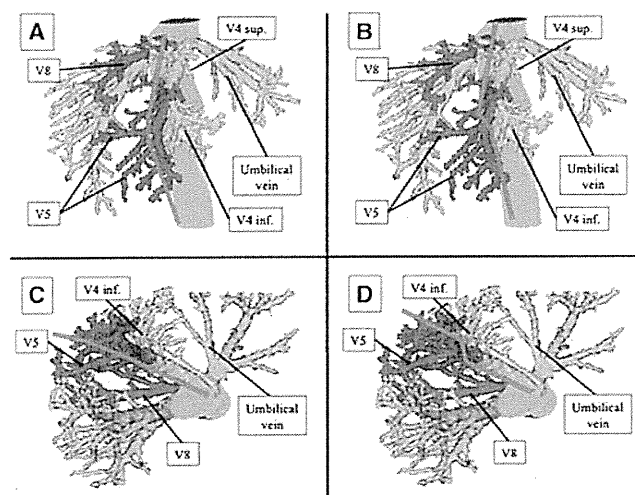 A
V8
V4 sup.
Umbilical
vein
V5
V4 inf.
B
V8
V4 sup.
Umbilical
vein
V5
V4 inf.
C
V4 inf.
V5
Umbilical
vein
V8
D
V4 inf.
V5
Umbilical
vein
V8